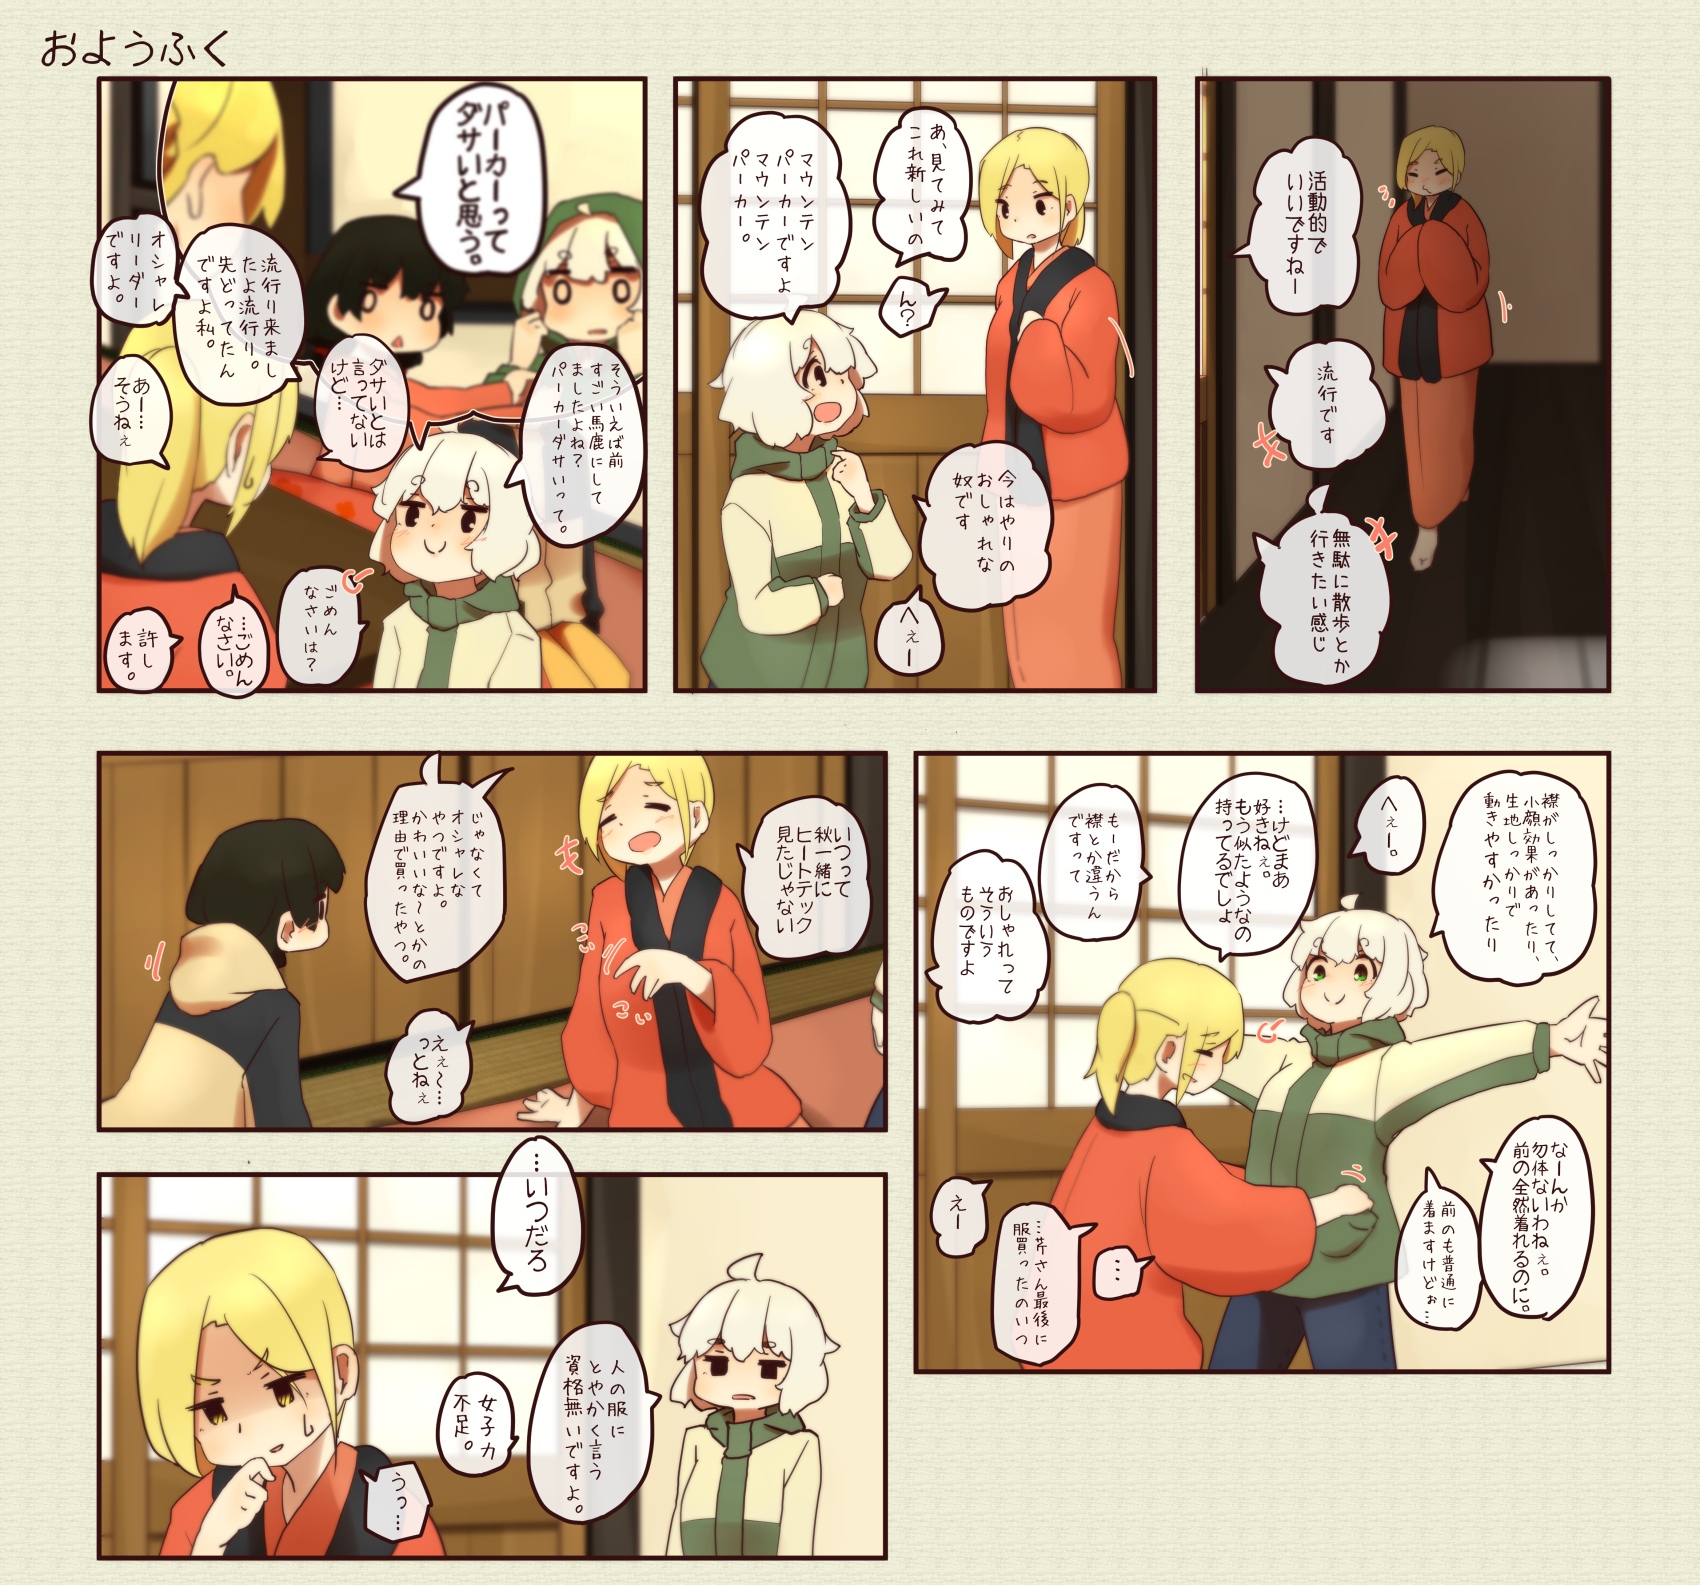 おようふく
活動的で
いいですねー
流行です
無駄に散歩とか
行きたい感じ
あ、見てみて
これ新しいの
ん?
マウンテン
パーカーですよ
マウンテン
パーカー。
今はやりの
おしゃれな
奴です
へぇー
パーカーって
ダサいと思う。
そういえば前
すごい馬鹿にして
ましたよね?
パーカーダサいって。
ダサいとは
言ってない
けど…
流行り来まし
たよ流行り。
先どってたん
ですよ私。
オシャレ
リーダー
ですよ。
あー…
そうねぇ
ごめん
なさいは?
…ごめん
なさい。
許し
ます。
襟がしっかりしてて、
小顔効果があったり、
生地しっかりで
動きやすかったり
へぇー。
…けどまあ
好きねぇ。
もう似たようなの
持ってるでしょ
もーだから
襟とか違うん
ですって
おしゃれって
そういう
ものですよ
なーんか
勿体ないわねぇ。
前の全然着れるのに。
前のも普通に
着ますけどぉ…
…
…芹さん最後に
服買ったのいつ
えー
いつって
秋一緒に
ヒートテック
見たじゃない
こい
こい
じゃなくて
オシャレな
やつですよ。
かわいいな～とかの
理由で買ったやつ。
えぇ～…
っとねぇ
…いつだろ
人の服に
とやかく言う
資格無いですよ。
女子力
不足。
うっ…